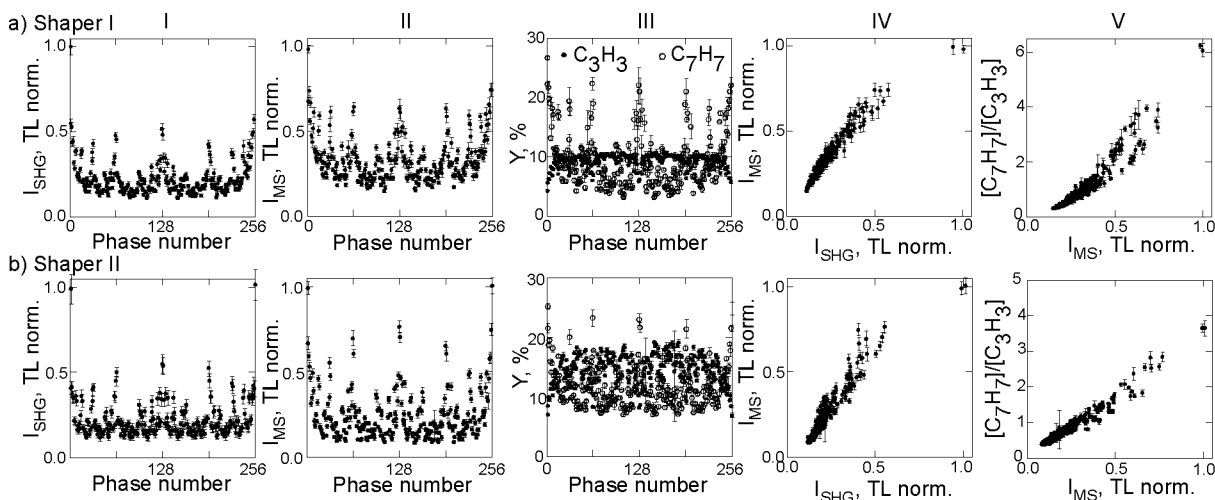 a) Shaper I
I
II
III
IV
V
I_SHG, TL norm.
1.0
0.5
0.0
0
128
256
Phase number
I_MS, TL norm.
1.0
0.5
0.0
0
128
256
Phase number
Y, %
30
20
10
0
0
128
256
C₃H₃
C₇H₇
Phase number
I_MS, TL norm.
1.0
0.5
0.0
0.0
0.5
1.0
I_SHG, TL norm.
[C₇H₇]/[C₃H₃]
6
4
2
0
0.0
0.5
1.0
I_MS, TL norm.
b) Shaper II
I_SHG, TL norm.
1.0
0.5
0.0
0
128
256
Phase number
I_MS, TL norm.
1.0
0.5
0.0
0
128
256
Phase number
Y, %
30
20
10
0
0
128
256
Phase number
I_MS, TL norm.
1.0
0.5
0.0
0.0
0.5
1.0
I_SHG, TL norm.
[C₇H₇]/[C₃H₃]
5
4
3
2
1
0
0.0
0.5
1.0
I_MS, TL norm.